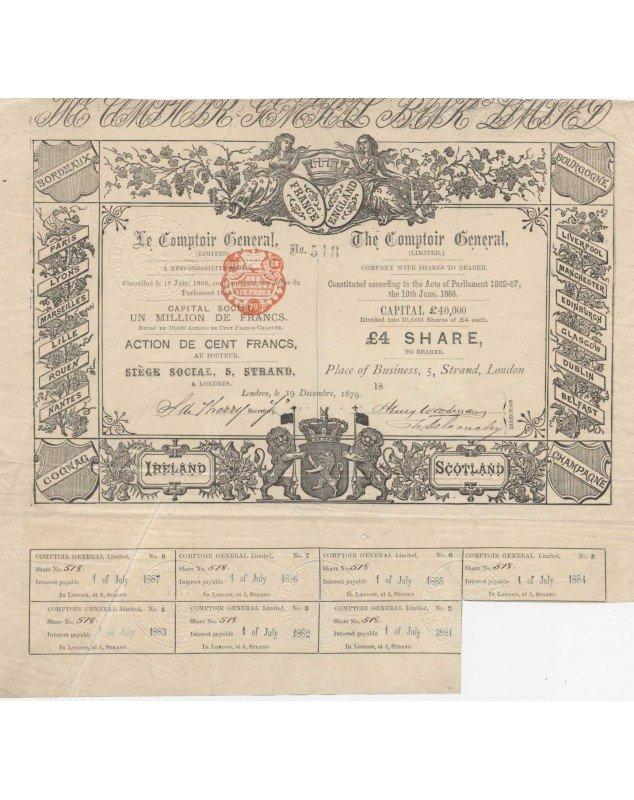 BORDEAUX
BOURGOGNE
FRANCE
ENGLAND
Le Comptoir General,
(LIMITED)
A RESPONSABILITE
Constitué le 19 Juin, 1868,
Parlement
CAPITAL
UN MILLION DE FRANCS.
Divisé en 10,000 Actions de Cent Francs Chacune.
ACTION DE CENT FRANCS,
AU PORTEUR.
SIÈGE SOCIAL, 5, STRAND,
A LONDRES.
No. 518
The Comptoir General,
(LIMITED.)
COMPANY WITH SHARES TO BEARER.
Constituted according to the Acts of Parliament 1862-67,
the 19th June, 1868.
CAPITAL £40,000
Divided into 10,000 Shares of £4 each.
£4 SHARE,
TO BEARER.
Place of Business, 5, Strand, London
18
Londres, le 19 Decembre, 1879.
Henry Woodman
DIRECTORS
PARIS
LYONS
MARSEILLES
LILLE
ROUEN
NANTES
LIVERPOOL
MANCHESTER
EDINBURGH
GLASGOW
DUBLIN
BELFAST
COGNAC
IRELAND
SCOTLAND
CHAMPAGNE
COMPTOIR GENERAL Limited, No. 8
Share No. 518.
Interest payable 1 of July 1887
In London, at 5, Strand
COMPTOIR GENERAL Limited, No. 7
Share No. 518.
Interest payable 1 of July 1886
In London, at 5, Strand
COMPTOIR GENERAL Limited, No. 6
Share No. 518.
Interest payable 1 of July 1885
In London, at 5, Strand
COMPTOIR GENERAL Limited, No. 5
Share No. 518.
Interest payable 1 of July 1884
In London, at 5, Strand
COMPTOIR GENERAL Limited, No. 4
Share No. 518.
Interest payable 1 of July 1883
In London, at 5, Strand
COMPTOIR GENERAL Limited, No. 3
Share No. 518
Interest payable 1 of July 1882
In London, at 5, Strand
COMPTOIR GENERAL Limited, No. 2
Share No. 518.
Interest payable 1 of July 1881
In London, at 5, Strand